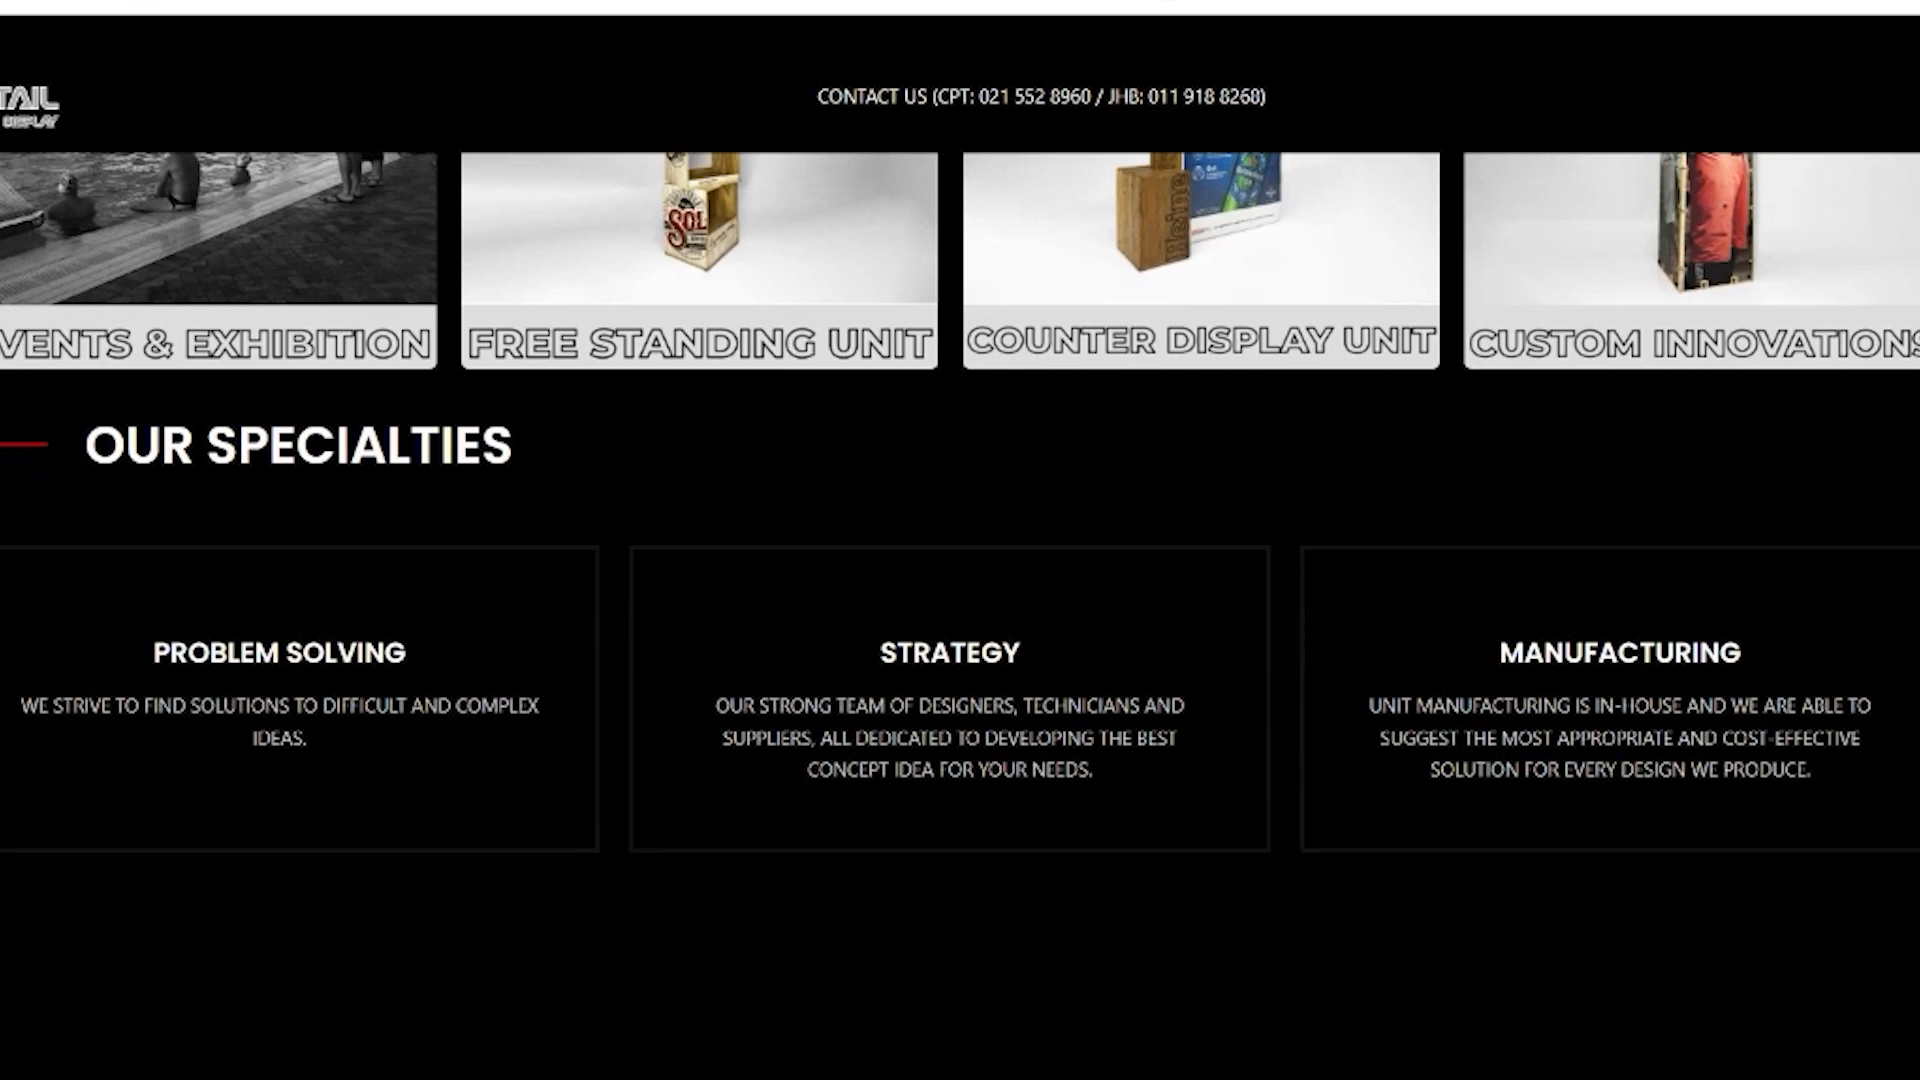 TAIL
DISPLAY
CONTACT US (CPT: 021 552 8960 / JHB: 011 918 8268)
SOL
Heine
VENTS & EXHIBITION
FREE STANDING UNIT
COUNTER DISPLAY UNIT
CUSTOM INNOVATIONS
OUR SPECIALTIES
PROBLEM SOLVING
WE STRIVE TO FIND SOLUTIONS TO DIFFICULT AND COMPLEX
IDEAS.
STRATEGY
OUR STRONG TEAM OF DESIGNERS, TECHNICIANS AND
SUPPLIERS, ALL DEDICATED TO DEVELOPING THE BEST
CONCEPT IDEA FOR YOUR NEEDS.
MANUFACTURING
UNIT MANUFACTURING IS IN-HOUSE AND WE ARE ABLE TO
SUGGEST THE MOST APPROPRIATE AND COST-EFFECTIVE
SOLUTION FOR EVERY DESIGN WE PRODUCE.